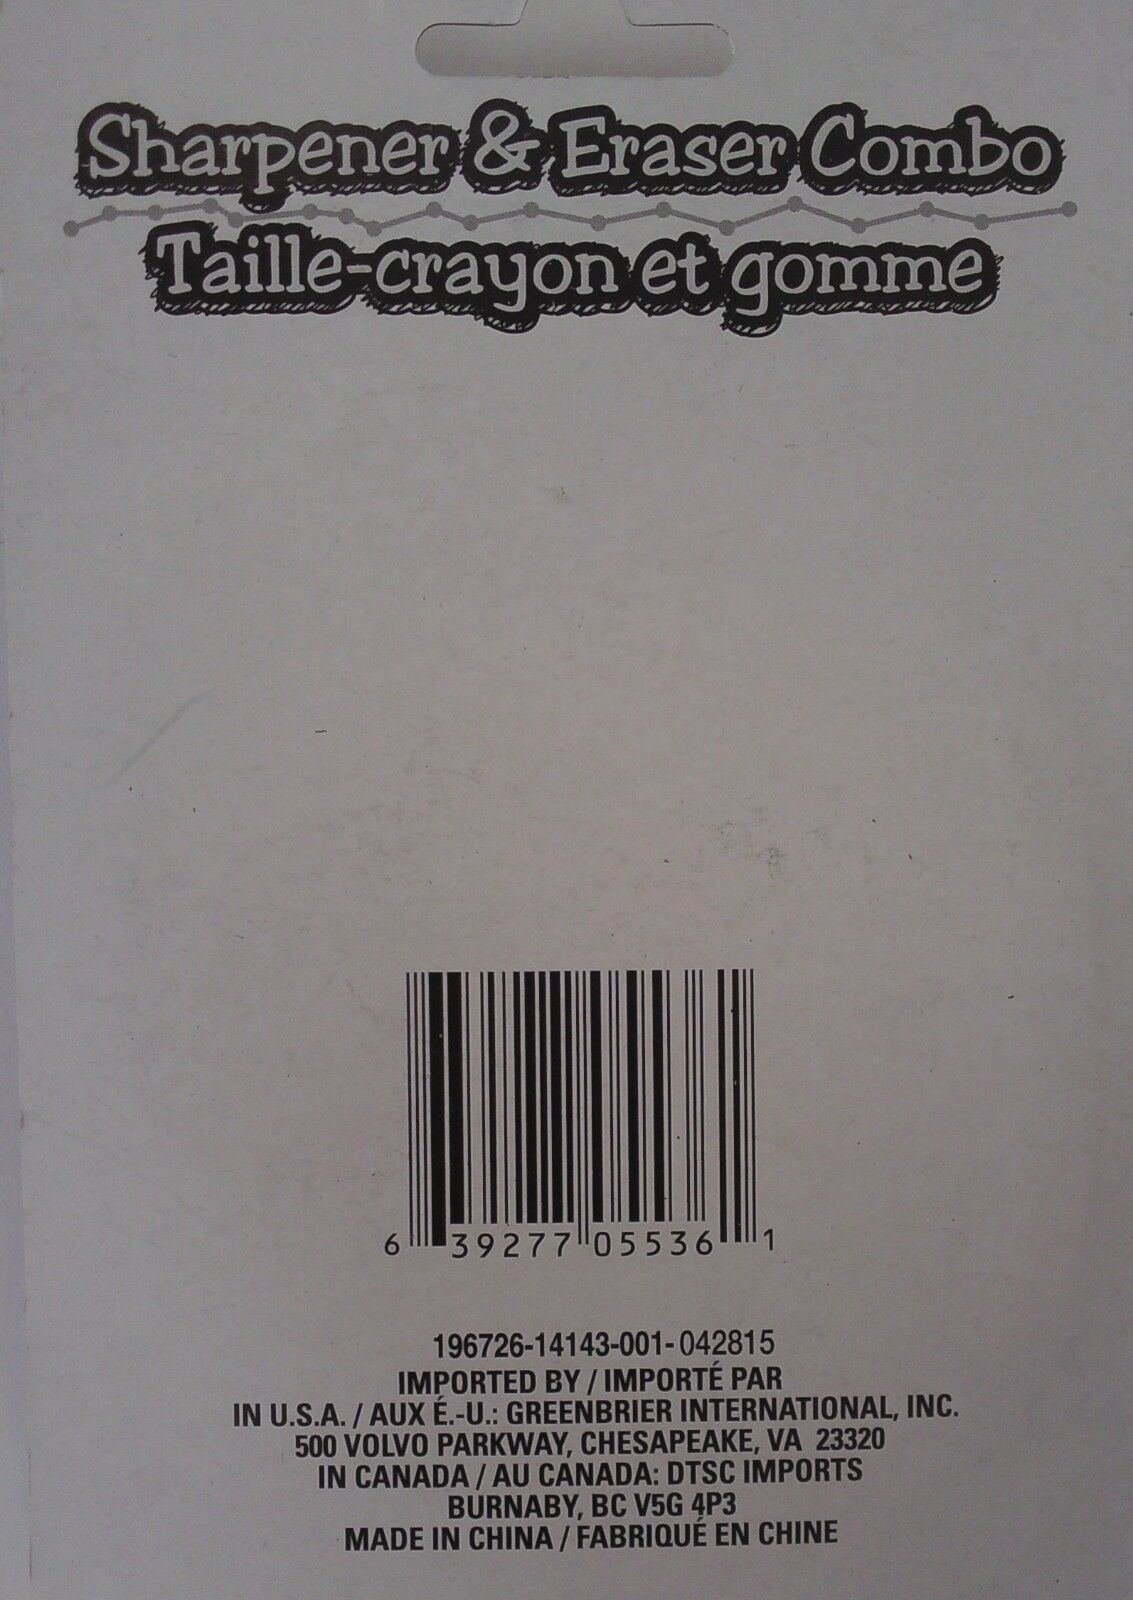 Sharpener & Eraser Combo
Taille-crayon et gomme
6 39277 05536 1
196726-14143-001-042815
IMPORTED BY / IMPORTÉ PAR
IN U.S.A. / AUX É.-U.: GREENBRIER INTERNATIONAL, INC.
500 VOLVO PARKWAY, CHESAPEAKE, VA 23320
IN CANADA / AU CANADA: DTSC IMPORTS
BURNABY, BC V5G 4P3
MADE IN CHINA / FABRIQUÉ EN CHINE